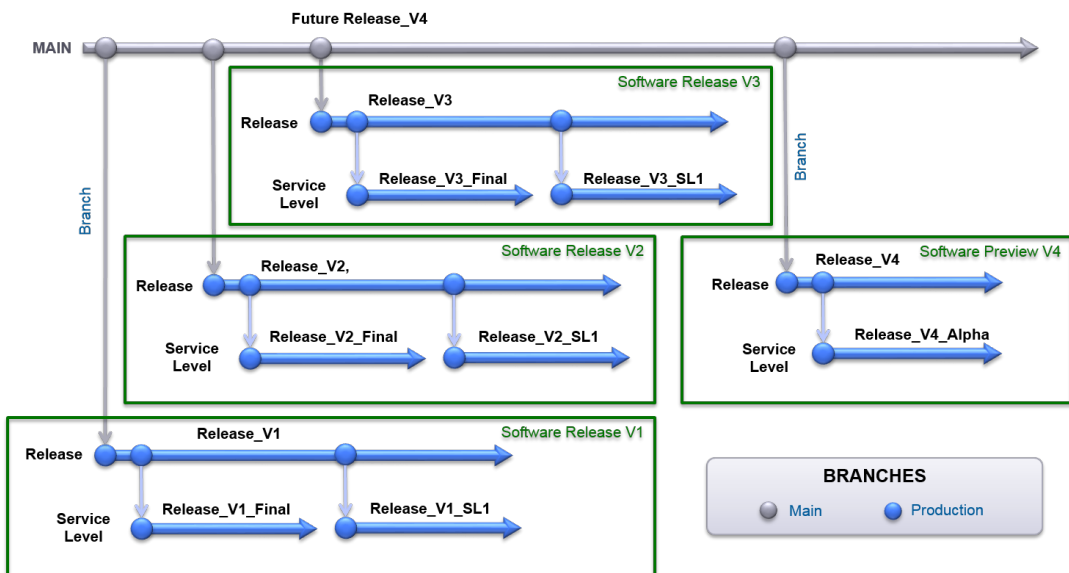 Future Release_V4
MAIN
Software Release V3
Release_V3
Release
Branch
Release_V3_Final
Release_V3_SL1
Service
Level
Branch
Software Release V2
Software Preview V4
Release_V2,
Release_V4
Release
Release
Release_V2_Final
Release_V2_SL1
Release_V4_Alpha
Service
Level
Service
Level
Software Release V1
Release_V1
Release
Release_V1_Final
Release_V1_SL1
Service
Level
BRANCHES
Main
Production